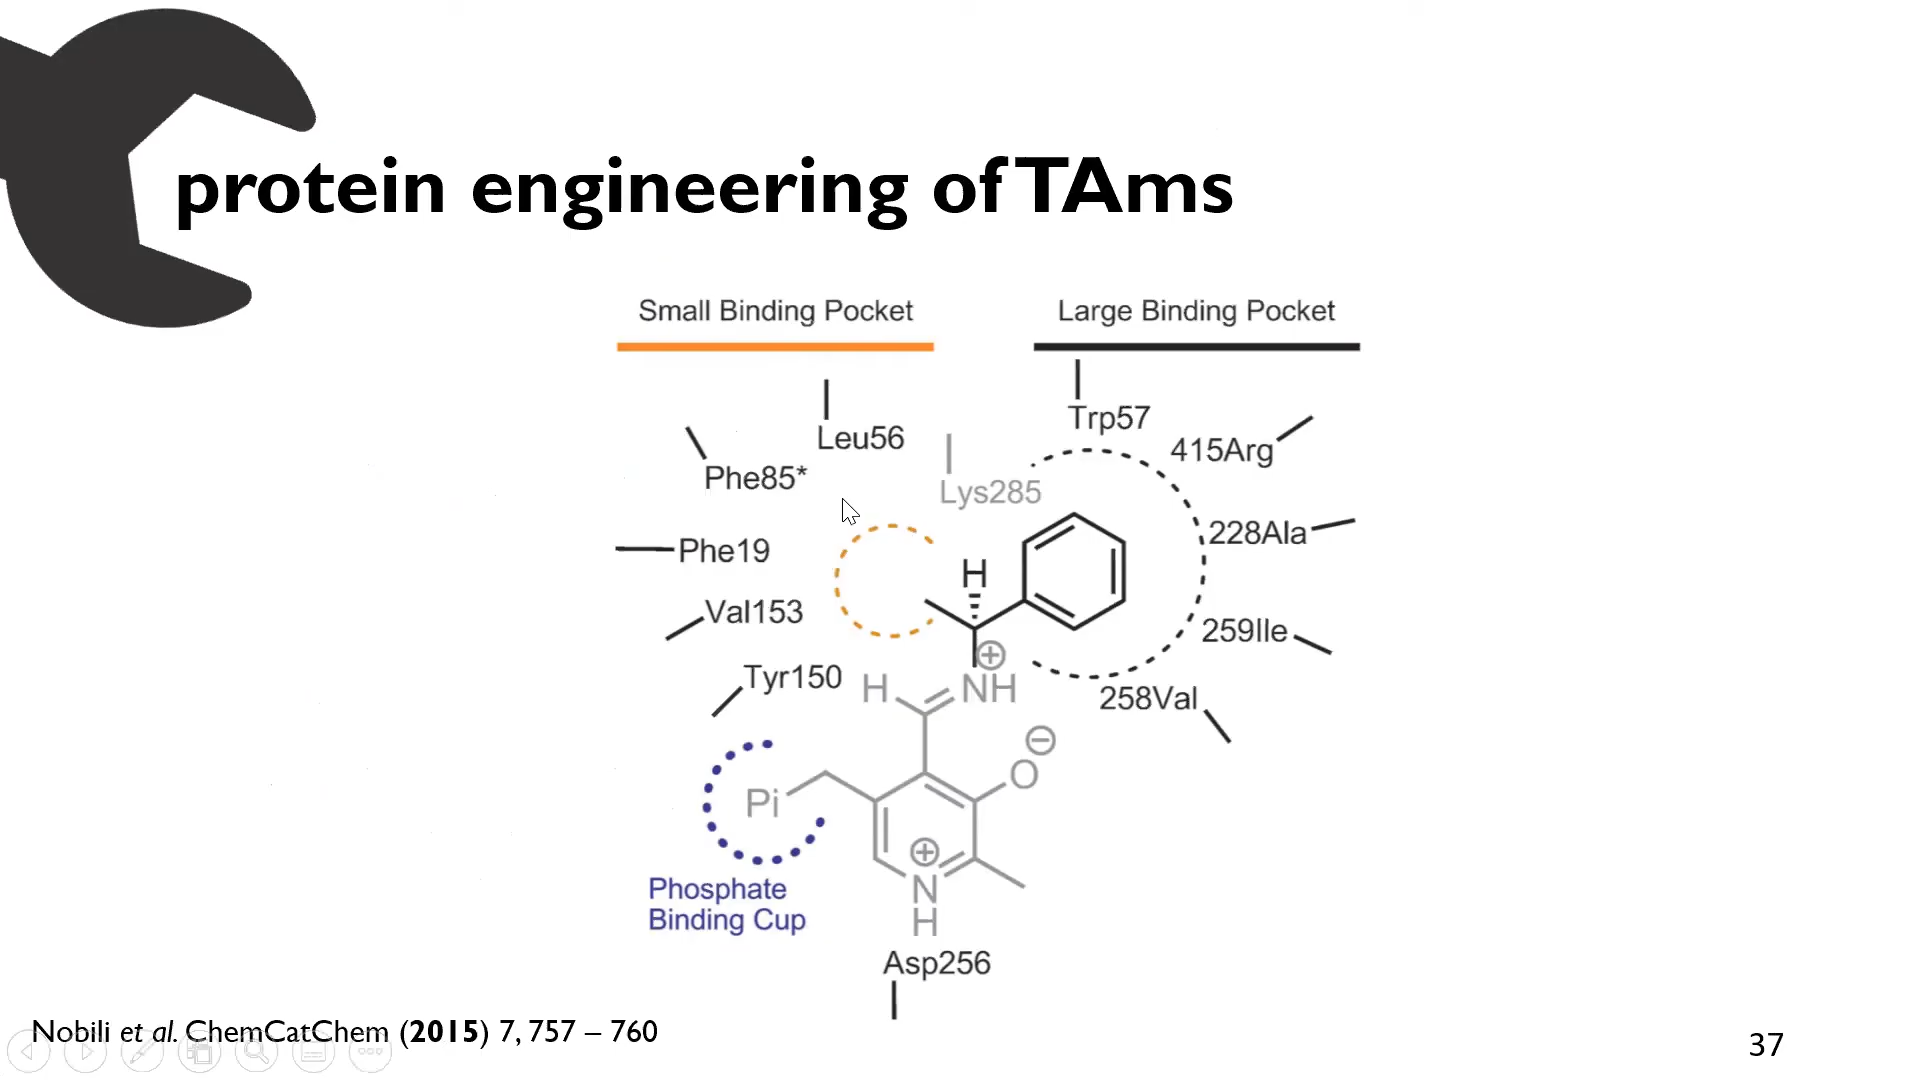 protein engineering of TAms
Small Binding Pocket
Large Binding Pocket
Trp57
Leu56
415Arg
Phe85*
Lys285
228Ala
Phe19
H
Val153
259Ile
Tyr150
H
NH
258Val
O
Pi
Phosphate
Binding Cup
N
H
Asp256
Nobili et al. ChemCatChem (2015) 7, 757 – 760
37